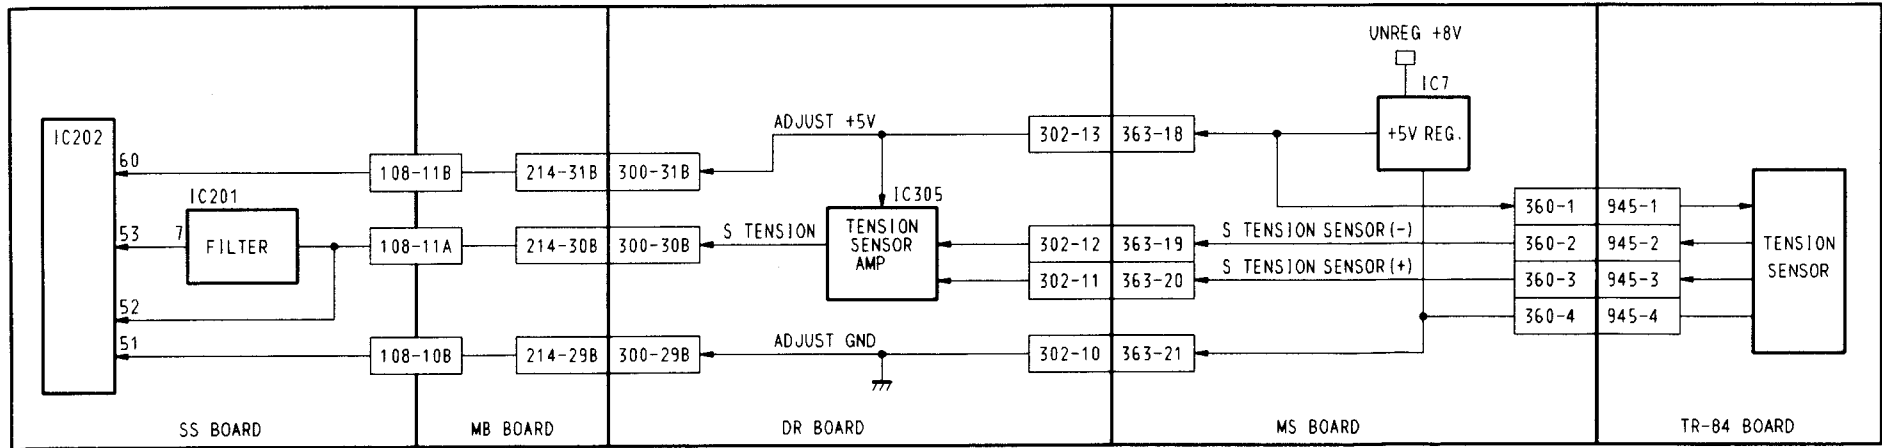 UNREG +8V
IC7
+5V REG.
IC202
ADJUST +5V
302-13 363-18
60
108-11B
214-31B 300-31B
IC201
IC305
53
7
FILTER
108-11A
214-30B 300-30B
S TENSION
TENSION
SENSOR
AMP
302-12 363-19
S TENSION SENSOR(-)
302-11 363-20
S TENSION SENSOR(+)
360-1 945-1
360-2 945-2
360-3 945-3
360-4 945-4
TENSION
SENSOR
52
51
108-10B
214-29B 300-29B
ADJUST GND
302-10 363-21
SS BOARD
MB BOARD
DR BOARD
MS BOARD
TR-84 BOARD